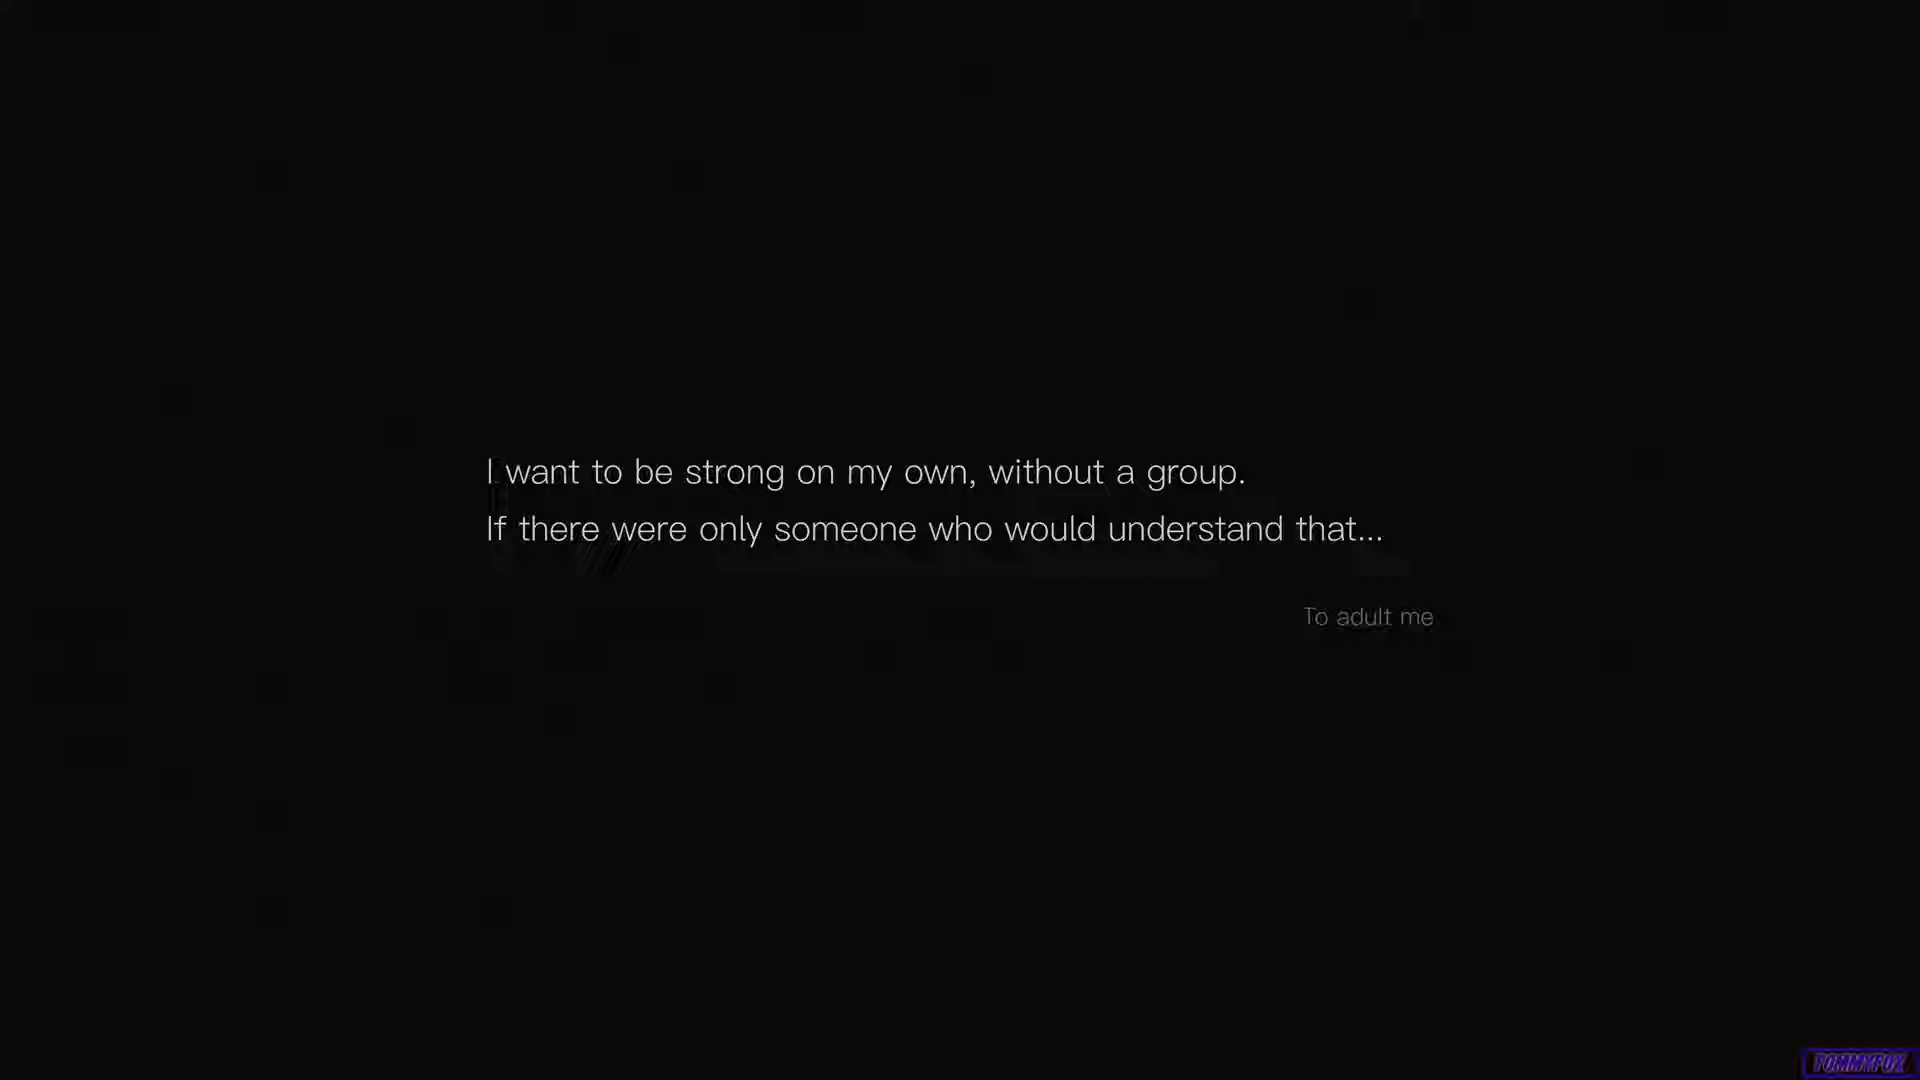 I want to be strong on my own, without a group.
If there were only someone who would understand that...
To adult me
TOMMYFOX